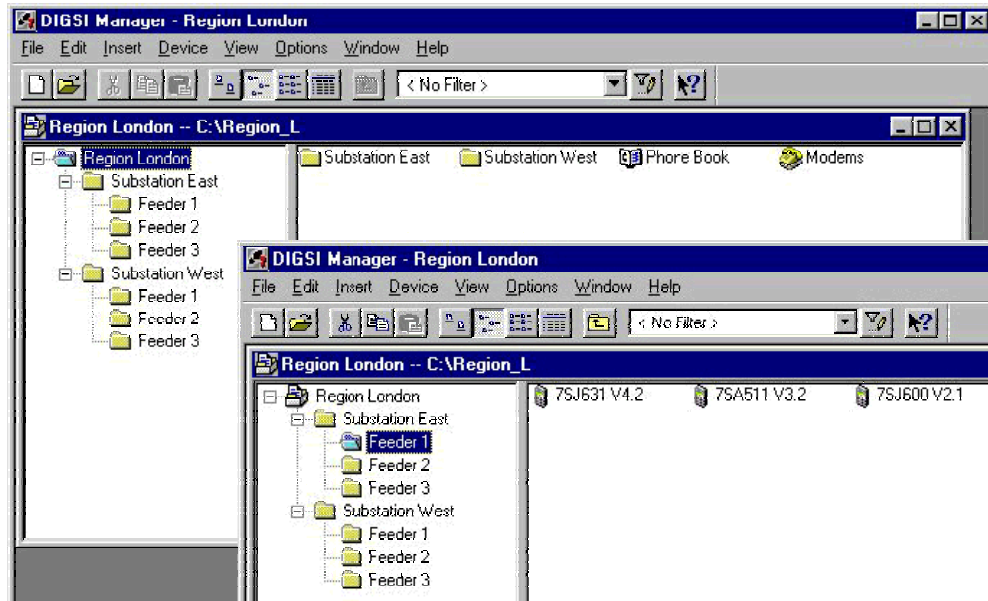 DIGSI Manager - Region London
File Edit Insert Device View Options Window Help
< No Filter >
Region London -- C:\Region_L
Region London
Substation East
Feeder 1
Feeder 2
Feeder 3
Substation West
Feeder 1
Feeder 2
Feeder 3
Substation East Substation West Phore Book Modems
DIGSI Manager - Region London
File Edit Insert Device View Options Window Help
< No Filter >
Region London -- C:\Region_L
Region London
Substation East
Feeder 1
Feeder 2
Feeder 3
Substation West
Feeder 1
Feeder 2
Feeder 3
7SJ631 V4.2 7SA511 V3.2 7SJ600 V2.1